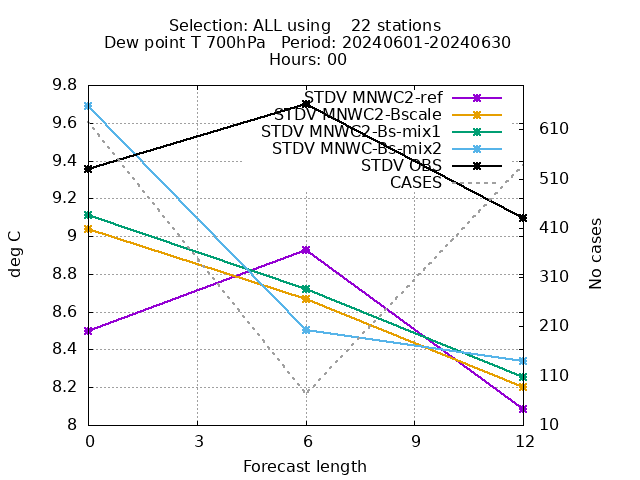 Selection: ALL using    22 stations
Dew point T 700hPa   Period: 20240601-20240630
Hours: 00
STDV MNWC2-ref
STDV MNWC2-Bscale
STDV MNWC2-Bs-mix1
STDV MNWC-Bs-mix2
STDV OBS
CASES
9.8
9.6
9.4
9.2
9
8.8
8.6
8.4
8.2
8
deg C
610
510
410
310
210
110
10
No cases
0 3 6 9 12
Forecast length